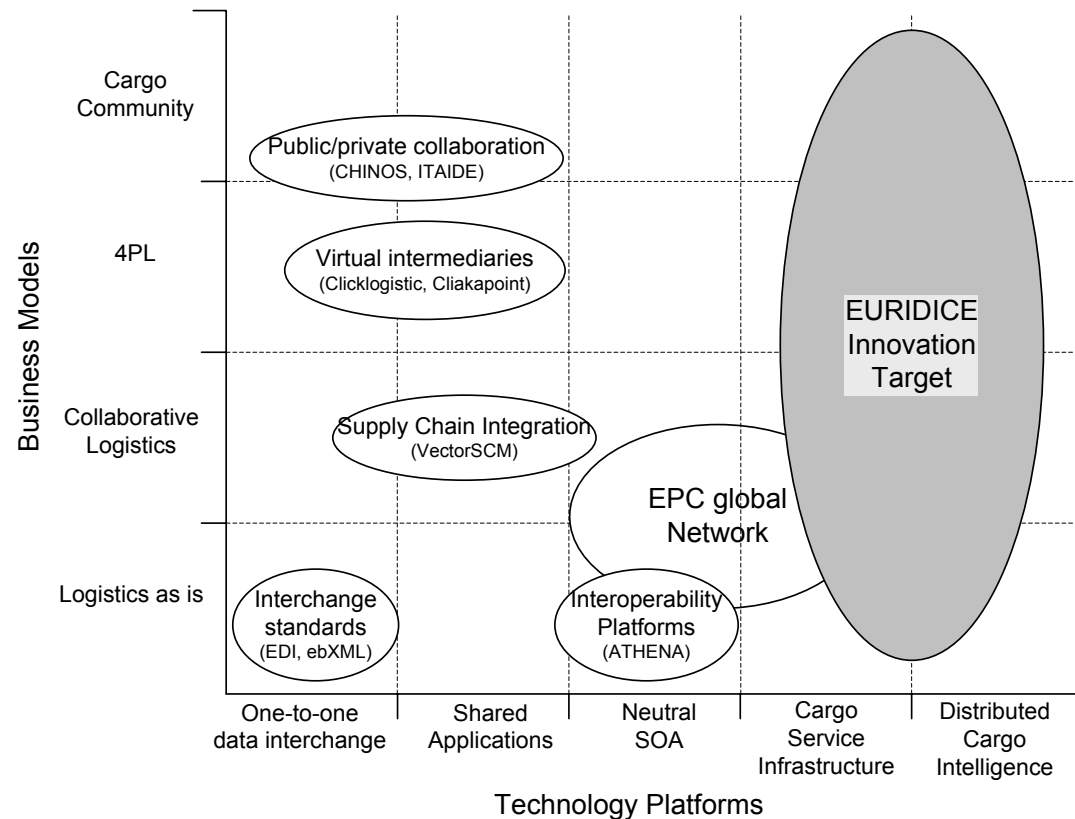 Business Models
Cargo
Community
4PL
Collaborative
Logistics
Logistics as is
Public/private collaboration
(CHINOS, ITAIDE)
Virtual intermediaries
(Clicklogistic, Cliakapoint)
Supply Chain Integration
(VectorSCM)
EPC global
Network
Interchange
standards
(EDI, ebXML)
Interoperability
Platforms
(ATHENA)
EURIDICE
Innovation
Target
One-to-one
data interchange
Shared
Applications
Neutral
SOA
Cargo
Service
Infrastructure
Distributed
Cargo
Intelligence
Technology Platforms